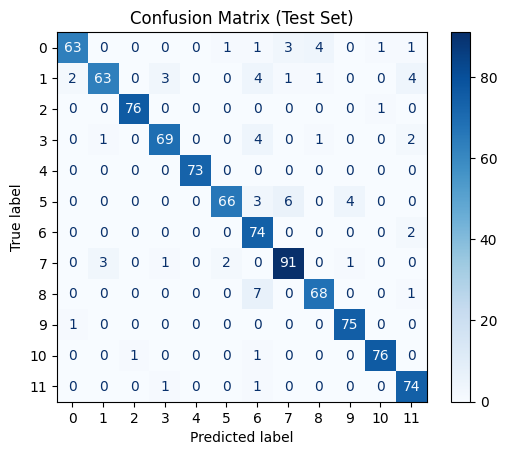 Confusion Matrix (Test Set)
0 63 0 0 0 0 1 1 3 4 0 1 1
1 2 63 0 3 0 0 4 1 1 0 0 4
2 0 0 76 0 0 0 0 0 0 0 1 0
3 0 1 0 69 0 0 4 0 1 0 0 2
4 0 0 0 0 73 0 0 0 0 0 0 0
5 0 0 0 0 0 66 3 6 0 4 0 0
6 0 0 0 0 0 0 74 0 0 0 0 2
7 0 3 0 1 0 2 0 91 0 1 0 0
8 0 0 0 0 0 0 7 0 68 0 0 1
9 1 0 0 0 0 0 0 0 0 75 0 0
10 0 0 1 0 0 0 1 0 0 0 76 0
11 0 0 0 1 0 0 1 0 0 0 0 74
0 1 2 3 4 5 6 7 8 9 10 11
Predicted label
True label
80
60
40
20
0